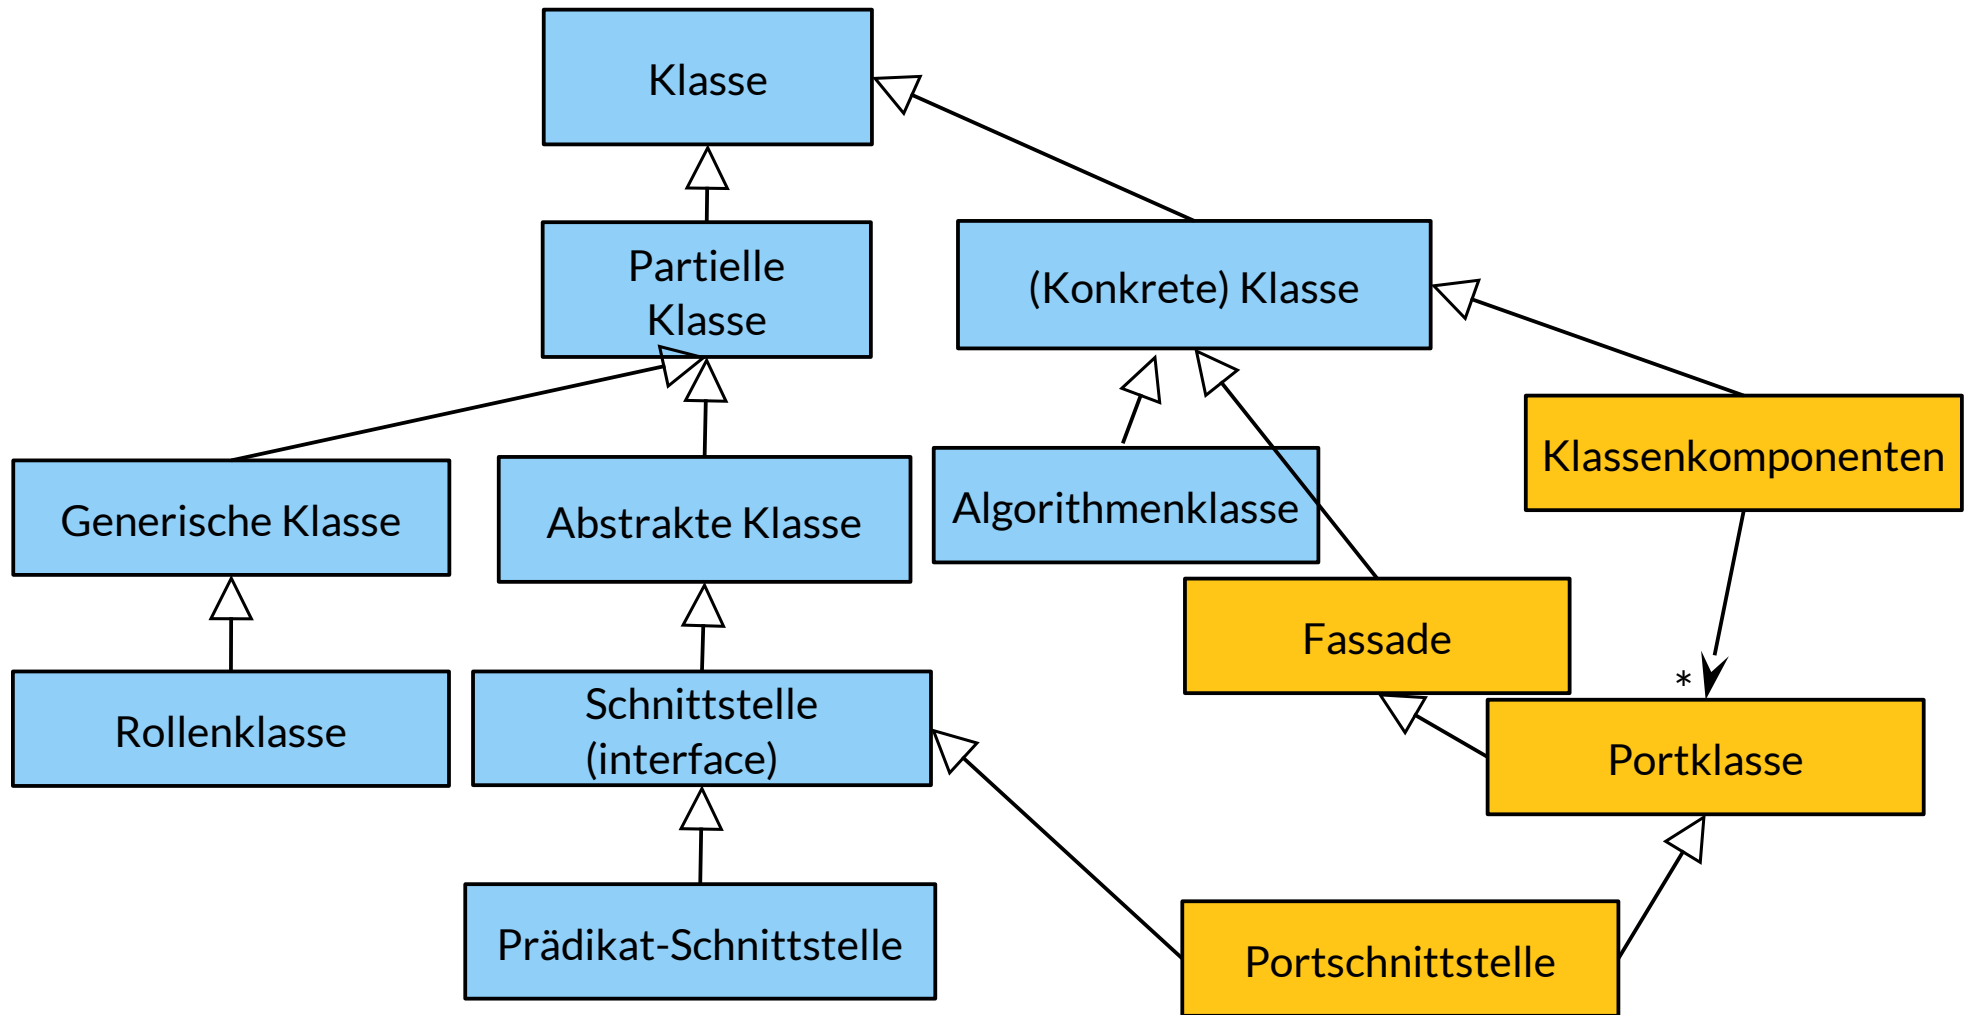 Klasse
Partielle
Klasse
(Konkrete) Klasse
Klassenkomponenten
Generische Klasse
Abstrakte Klasse
Algorithmenklasse
Fassade
*
Rollenklasse
Schnittstelle
(interface)
Portklasse
Prädikat-Schnittstelle
Portschnittstelle